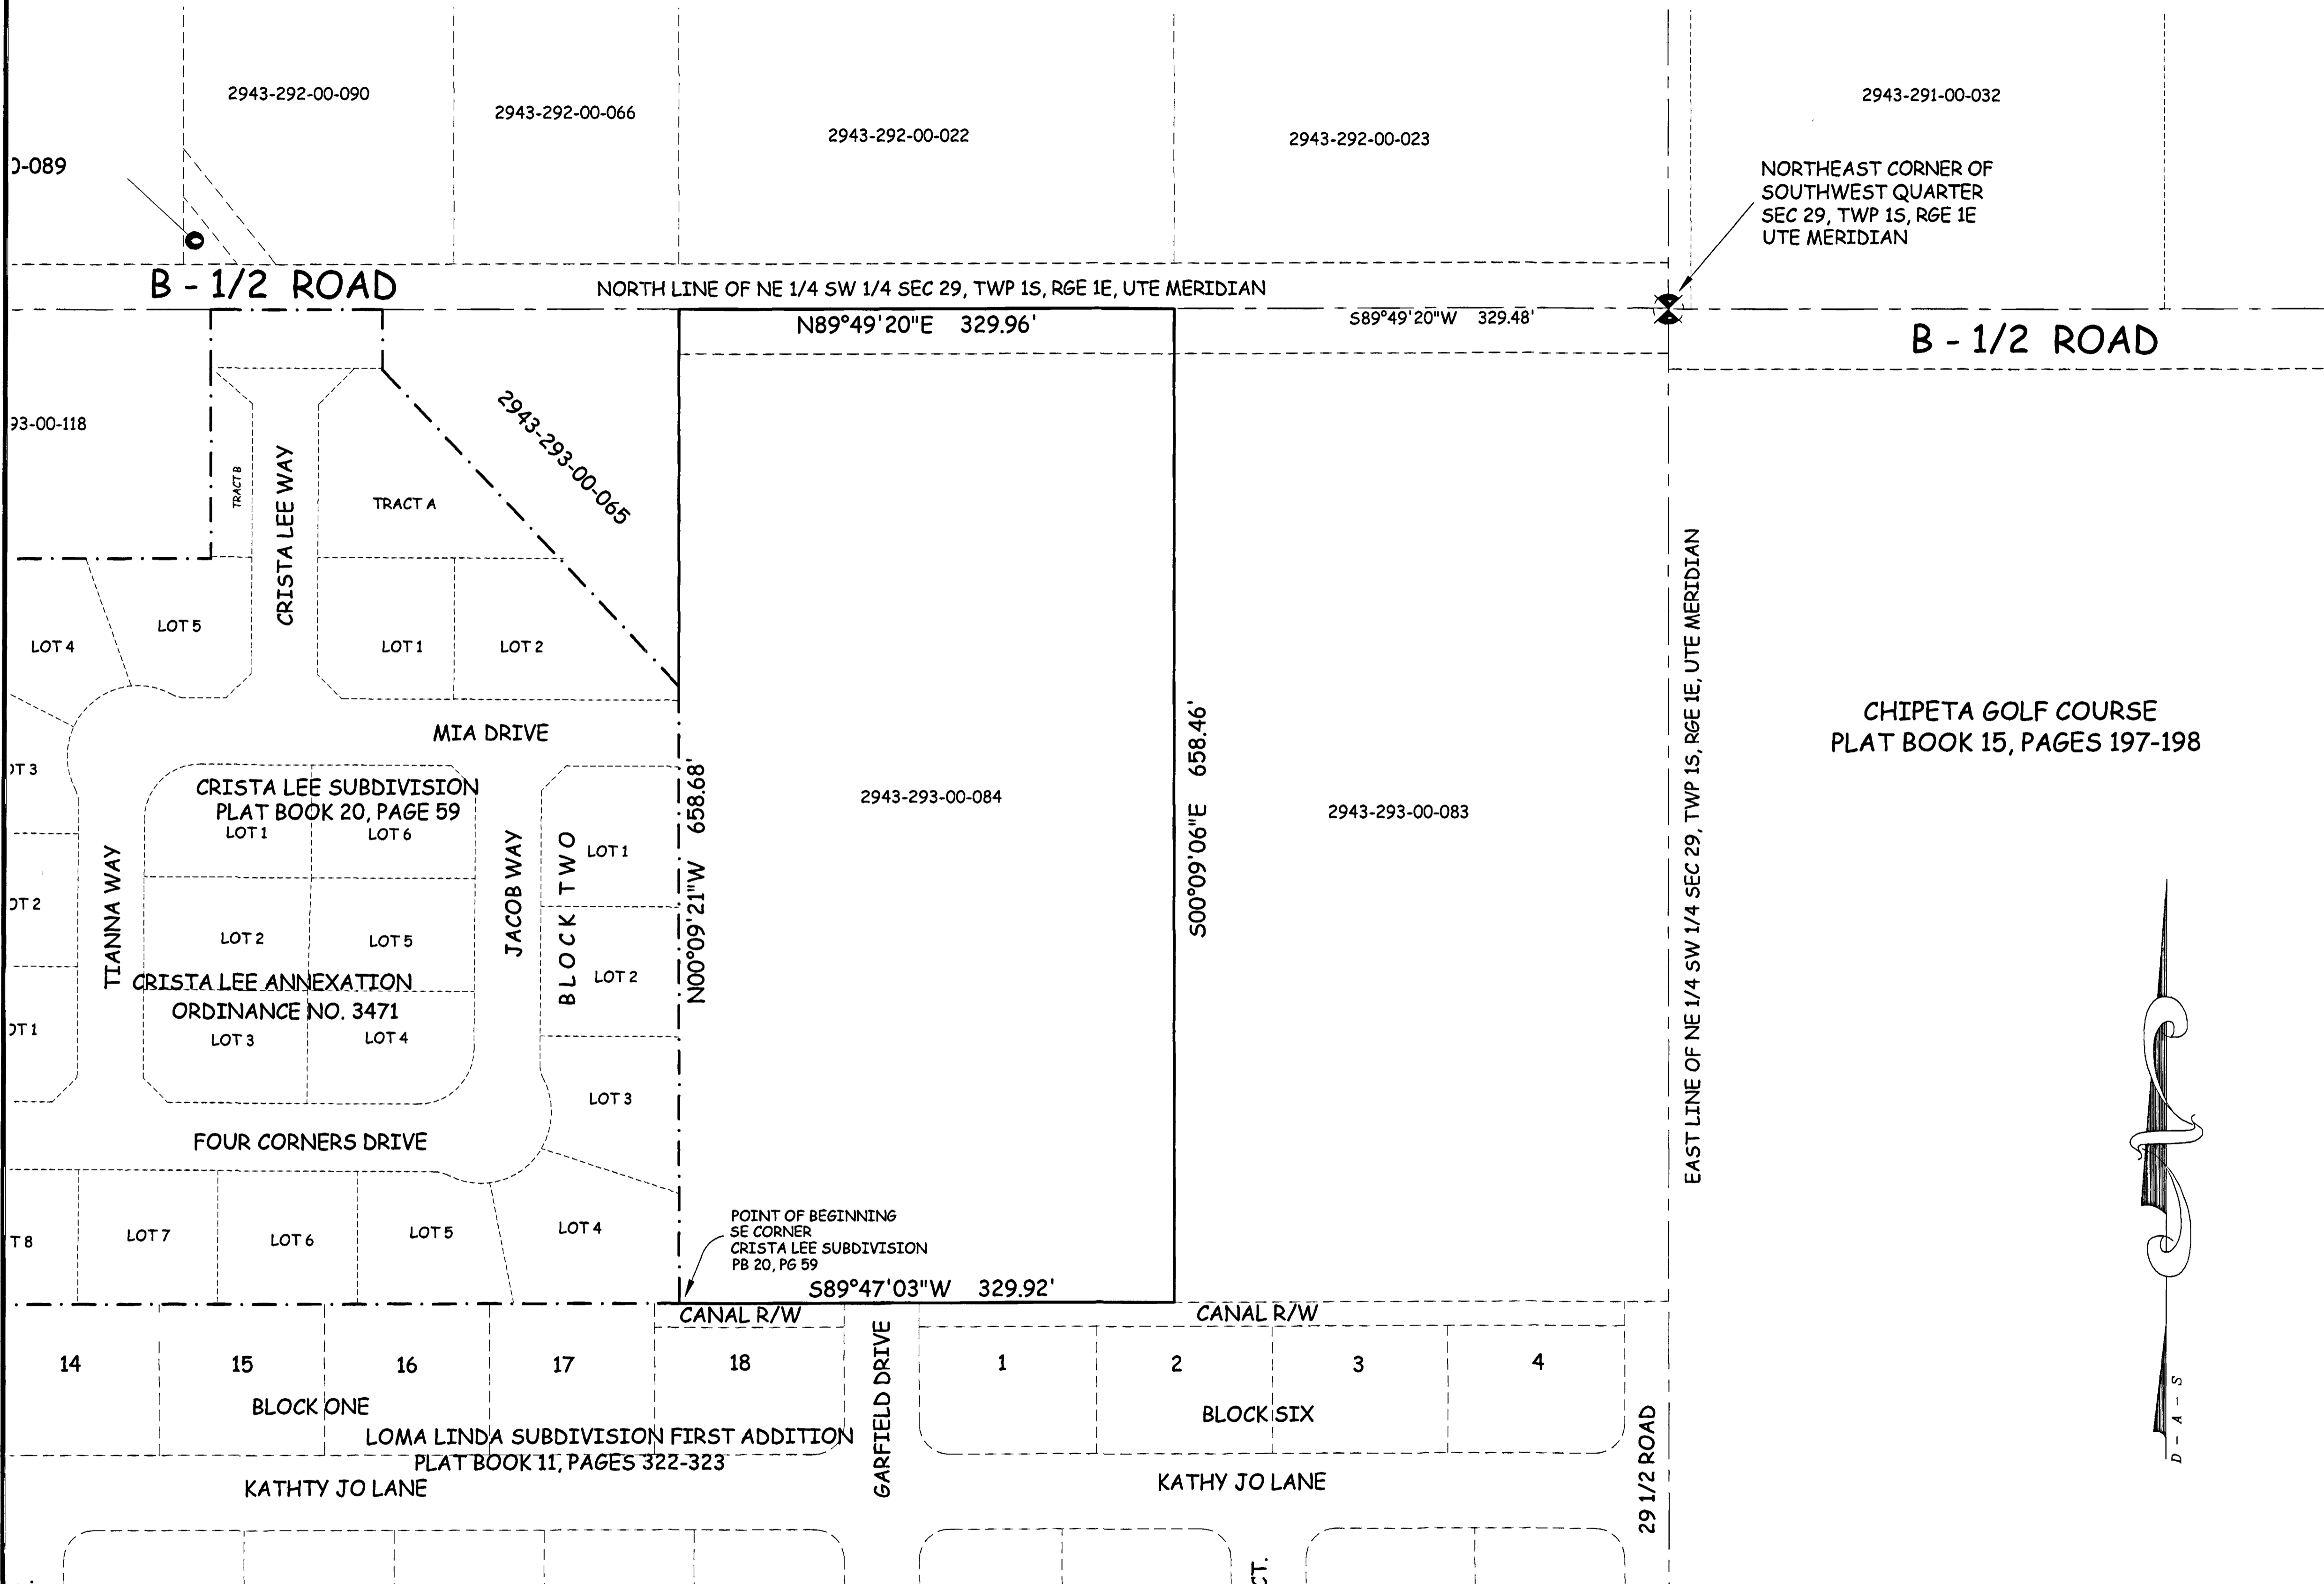 2943-292-00-090
2943-292-00-066
2943-292-00-022
2943-292-00-023
2943-291-00-032
0-089
NORTHEAST CORNER OF
SOUTHWEST QUARTER
SEC 29, TWP 1S, RGE 1E
UTE MERIDIAN
B - 1/2 ROAD
NORTH LINE OF NE 1/4 SW 1/4 SEC 29, TWP 1S, RGE 1E, UTE MERIDIAN
N89°49'20"E 329.96'
S89°49'20"W 329.48'
B - 1/2 ROAD
93-00-118
TRACT B
CRISTA LEE WAY
TRACT A
2943-293-00-065
LOT 4
LOT 5
LOT 1
LOT 2
MIA DRIVE
OT 3
CRISTA LEE SUBDIVISION
PLAT BOOK 20, PAGE 59
LOT 1
LOT 6
TIANNA WAY
JACOB WAY
BLOCK TWO
LOT 1
N00°09'21"W 658.68'
2943-293-00-084
S00°09'06"E 658.46'
2943-293-00-083
EAST LINE OF NE 1/4 SW 1/4 SEC 29, TWP 1S, RGE 1E, UTE MERIDIAN
CHIPETA GOLF COURSE
PLAT BOOK 15, PAGES 197-198
OT 2
LOT 2
LOT 5
LOT 2
CRISTA LEE ANNEXATION
ORDINANCE NO. 3471
OT 1
LOT 3
LOT 4
LOT 3
FOUR CORNERS DRIVE
T 8
LOT 7
LOT 6
LOT 5
LOT 4
POINT OF BEGINNING
SE CORNER
CRISTA LEE SUBDIVISION
PB 20, PG 59
S89°47'03"W 329.92'
CANAL R/W
CANAL R/W
14
15
16
17
18
GARFIELD DRIVE
1
2
3
4
BLOCK ONE
BLOCK SIX
LOMA LINDA SUBDIVISION FIRST ADDITION
PLAT BOOK 11, PAGES 322-323
KATHTY JO LANE
KATHY JO LANE
29 1/2 ROAD
D - A - S
CT.